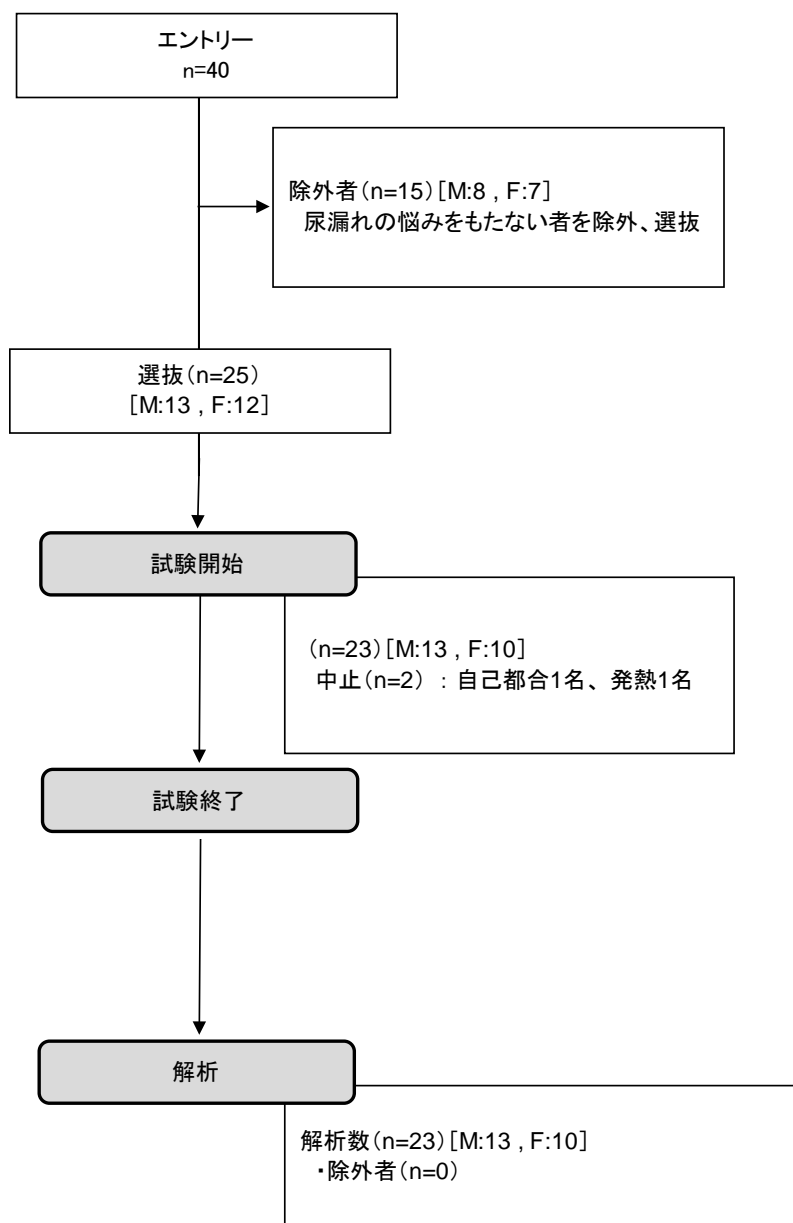 エントリー
n=40
除外者(n=15)[M:8 , F:7]
尿漏れの悩みをもたない者を除外、選抜
選抜(n=25)
[M:13 , F:12]
試験開始
(n=23)[M:13 , F:10]
中止(n=2) : 自己都合1名、発熱1名
試験終了
解析
解析数(n=23)[M:13 , F:10]
・除外者(n=0)